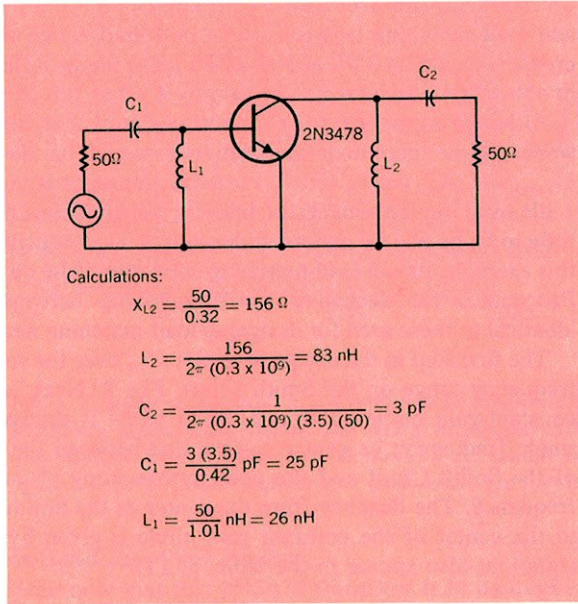 C₂
C₁
2N3478
50Ω
L₁
L₂
50Ω
Calculations:
X_L2 = 50/0.32 = 156 Ω
L₂ = 156/2π (0.3 x 10⁹) = 83 nH
C₂ = 1/2π (0.3 x 10⁹) (3.5) (50) = 3 pF
C₁ = 3 (3.5)/0.42 pF = 25 pF
L₁ = 50/1.01 nH = 26 nH